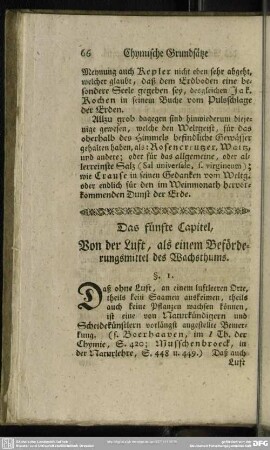 66 Chymische Grundsätze
Meynung auch Kepler nicht eben sehr abgeht,
welcher glaubt, daß dem Erdboden eine be-
sondere Seele gegeben sey, desgleichen Jak.
Kochen in seinem Buche vom Pulsschlage
der Erden.
Allzu grob dagegen sind hinwiederum die-
jenige gewesen, welche den Weltgeist, für das
oberhalb des Himmels befindliche Gewässer
gehalten haben, als: Rosencreutzer, Wain,
und andere; oder für das allgemeine, oder al-
lerreinste Salz (Sal universale, s. virgineum);
wie Crause in seinen Gedanken vom Weltg.
oder endlich für den im Weinmonath hervor-
kommenden Dunst der Erde.
Das fünfte Capitel,
Von der Luft, als einem Beförde-
rungsmittel des Wachsthums.
§. 1.
Daß ohne Luft, an einem luftleeren Orte,
theils kein Saamen auskeimen, theils
auch keine Pflanzen wachsen können,
ist eine von Naturkündigern und
Scheidekünstlern vorlängst angestellte Bemer-
kung. (s. Boerhaaven, im 1 Th. der
Chymie, S. 420; Musschenbroeck, in
der Naturlehre, S. 448 u. 449.) Daß auch
Luft